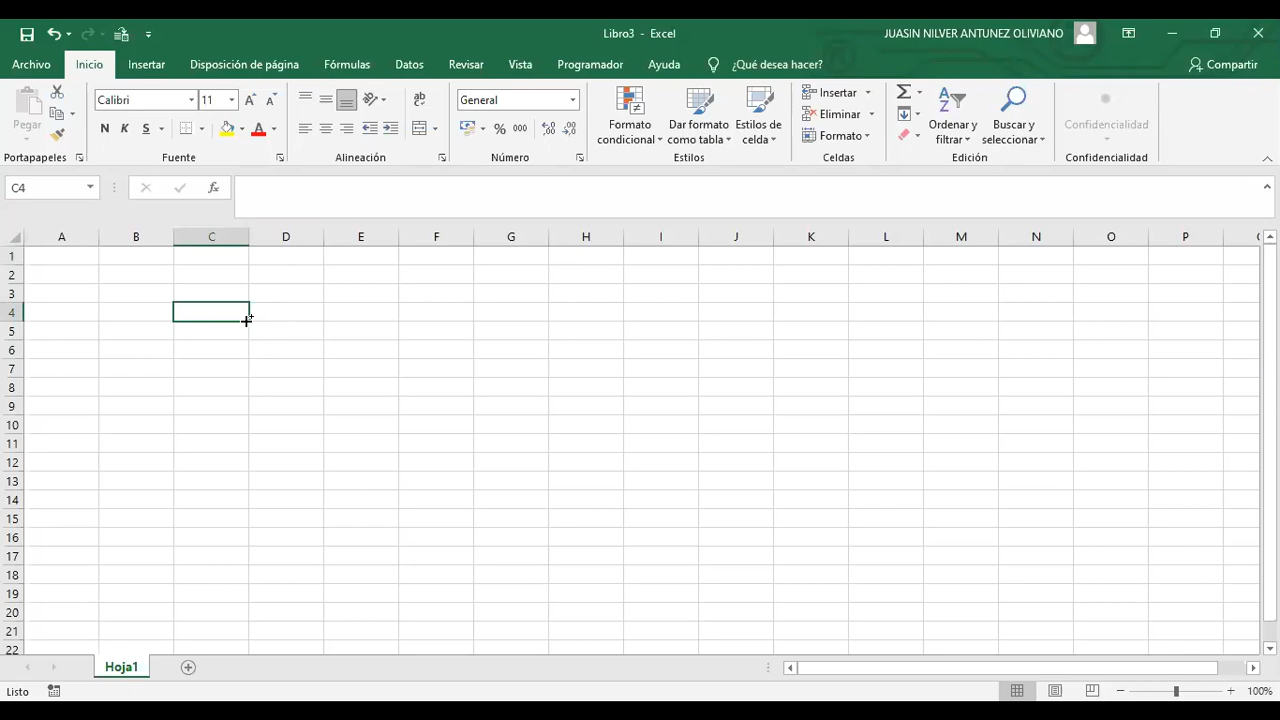 Libro3 - Excel
JUASIN NILVER ANTUNEZ OLIVIANO
Archivo Inicio Insertar Disposición de página Fórmulas Datos Revisar Vista Programador Ayuda ¿Qué desea hacer? Compartir
Pegar
Calibri 11
N K S
General
% 000
Formato condicional
Dar formato como tabla
Estilos de celda
Insertar
Eliminar
Formato
Ordenar y filtrar
Buscar y seleccionar
Confidencialidad
Portapapeles Fuente Alineación Número Estilos Celdas Edición Confidencialidad
C4 fx
A B C D E F G H I J K L M N O P
1
2
3
4
5
6
7
8
9
10
11
12
13
14
15
16
17
18
19
20
21
22
Hoja1
Listo 100%